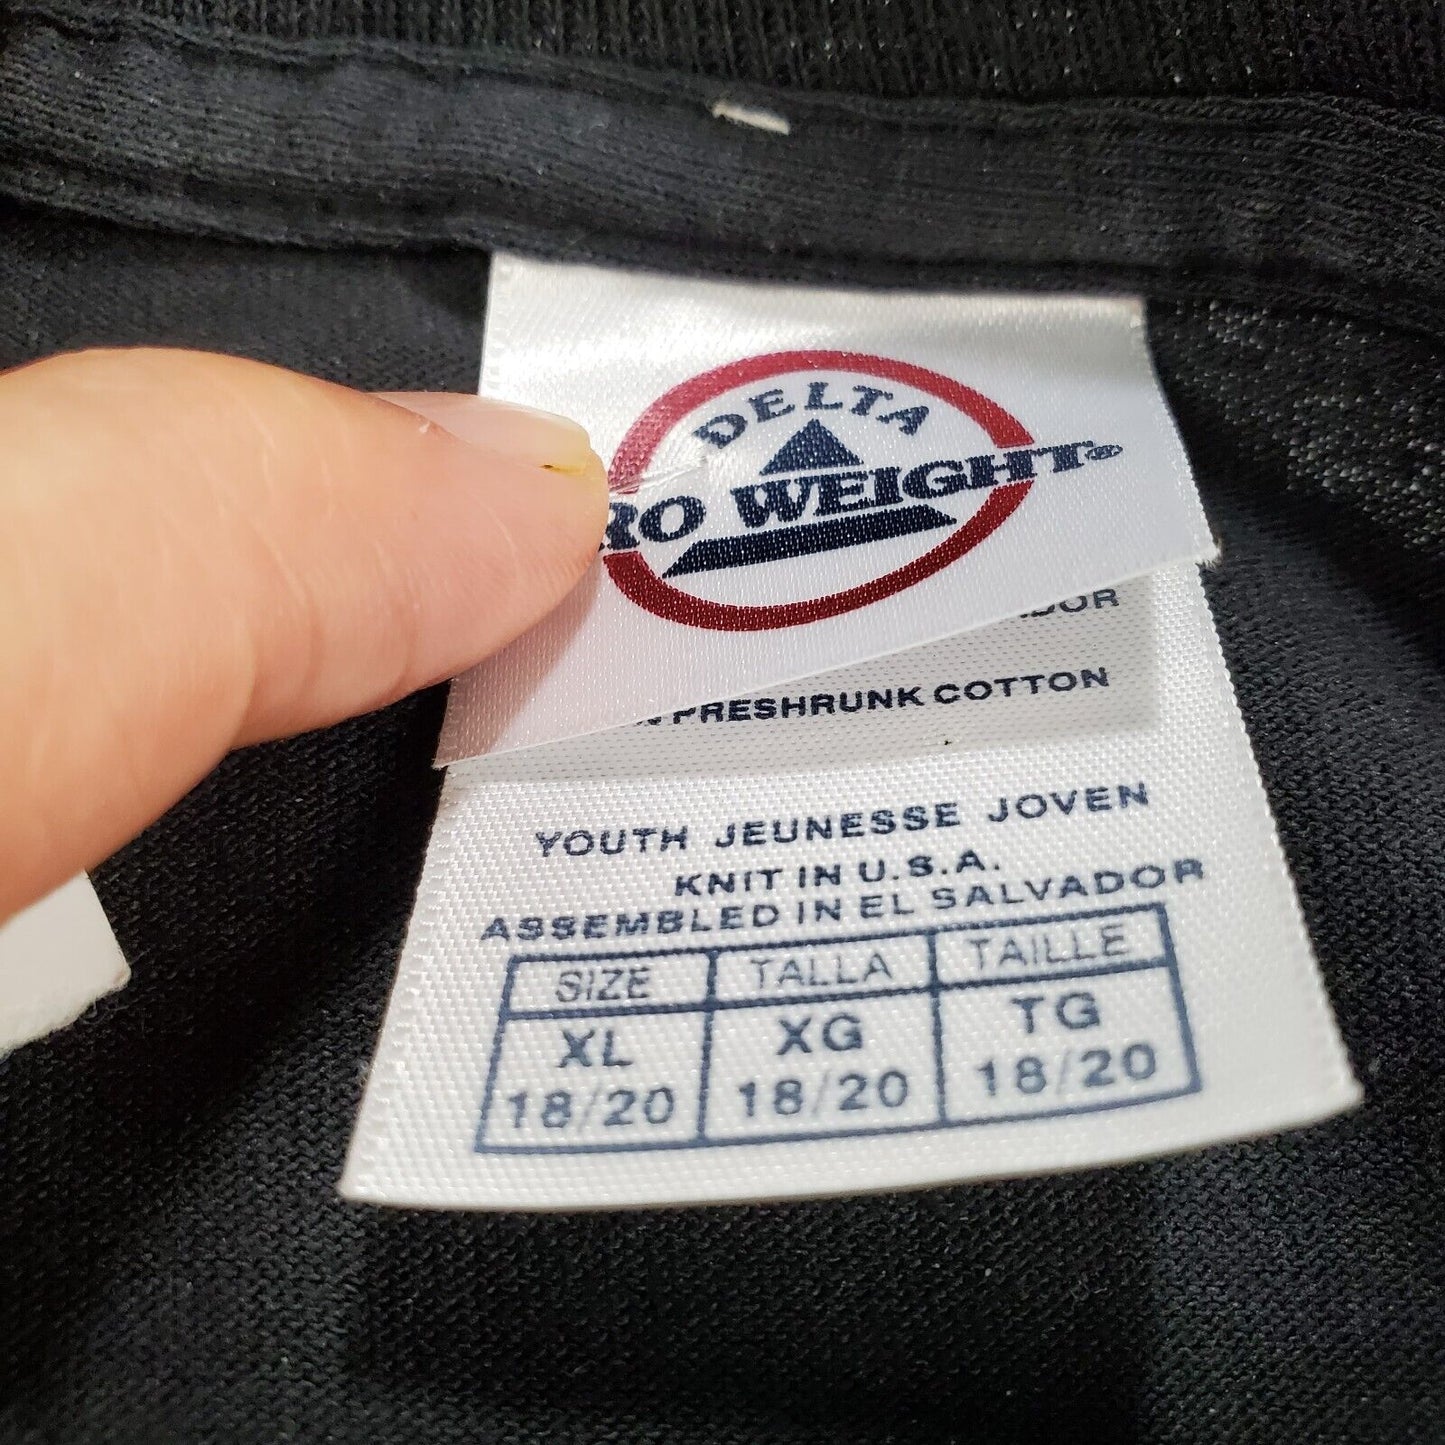 DELTA
RO WEIGHT®
DOR
PRESHRUNK COTTON
YOUTH JEUNESSE JOVEN
KNIT IN U.S.A.
ASSEMBLED IN EL SALVADOR
SIZE TALLA TAILLE
XL XG TG
18/20 18/20 18/20